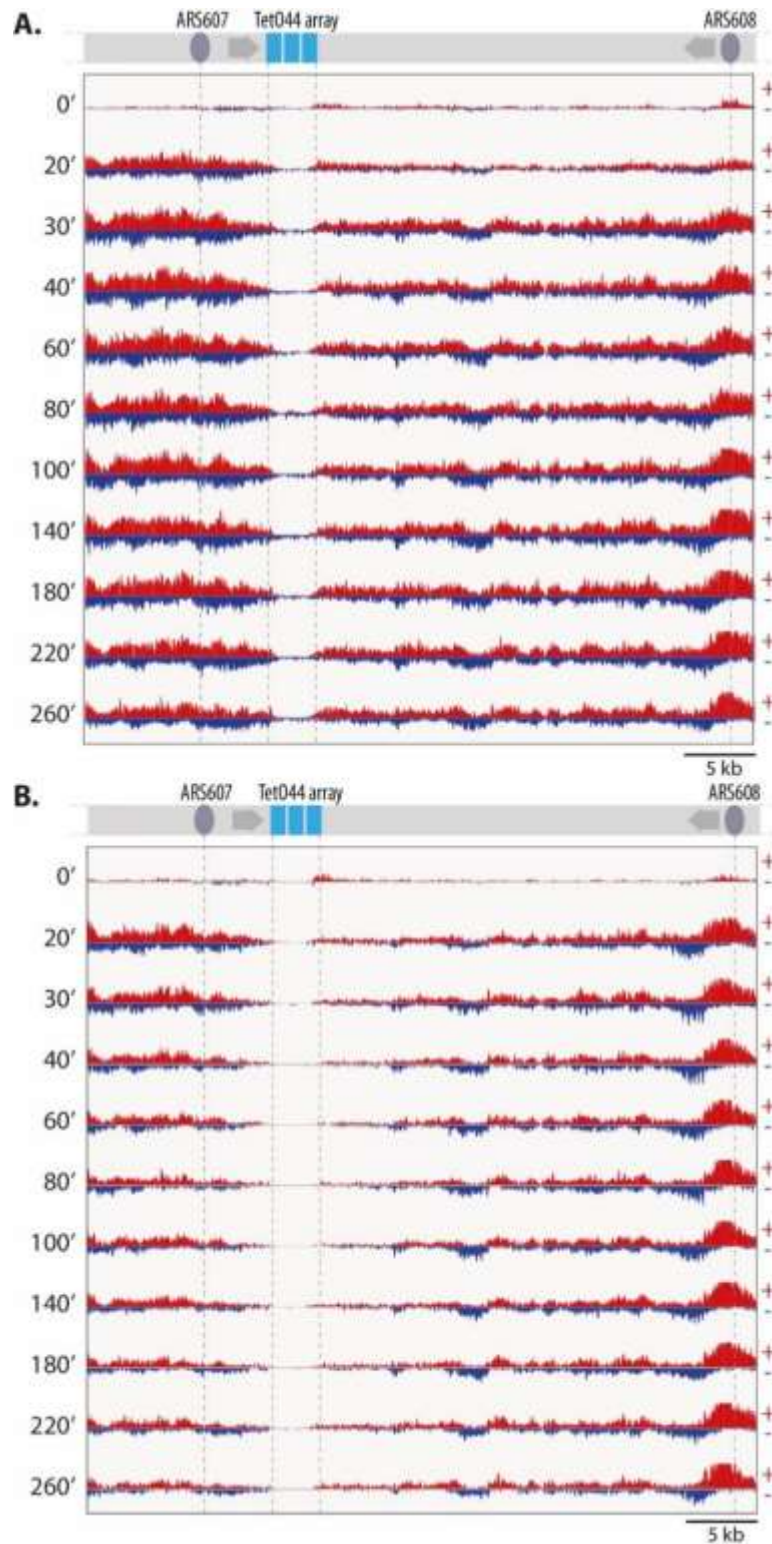 A.
ARS607 TetO44 array ARS608
0′ + -
20′ + -
30′ + -
40′ + -
60′ + -
80′ + -
100′ + -
140′ + -
180′ + -
220′ + -
260′ + -
5 kb
B.
ARS607 TetO44 array ARS608
0′ + -
20′ + -
30′ + -
40′ + -
60′ + -
80′ + -
100′ + -
140′ + -
180′ + -
220′ + -
260′ + -
5 kb